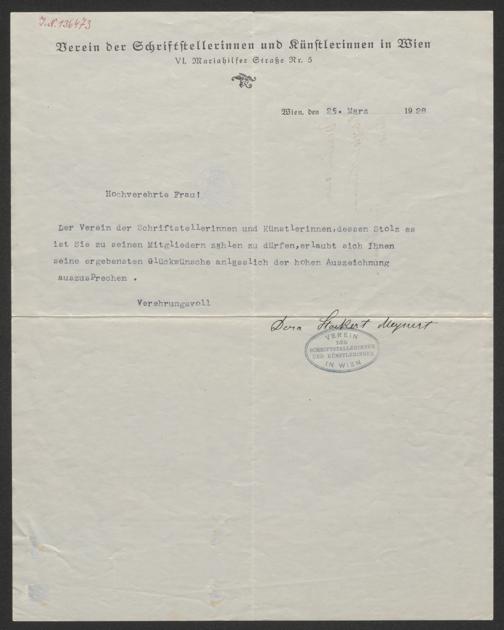 J.N. 136473
Verein der Schriftstellerinnen und Künstlerinnen in Wien
VI. Mariahilfer Straße Nr. 5
Wien, den 25. März 1928
Hochverehrte Frau!
Der Verein der Schriftstellerinnen und Künstlerinnen,dessen Stolz es
ist Sie zu seinen Mitgliedern zählen zu dürfen,erlaubt sich Ihnen
seine ergebensten Glückwünsche anlässlich der hohen Auszeichnung
auszusprechen .
Verehrungsvoll
Dora Stockert Meynert
VEREIN
DER
SCHRIFTSTELLERINNEN
UND KÜNSTLERINNEN
IN WIEN